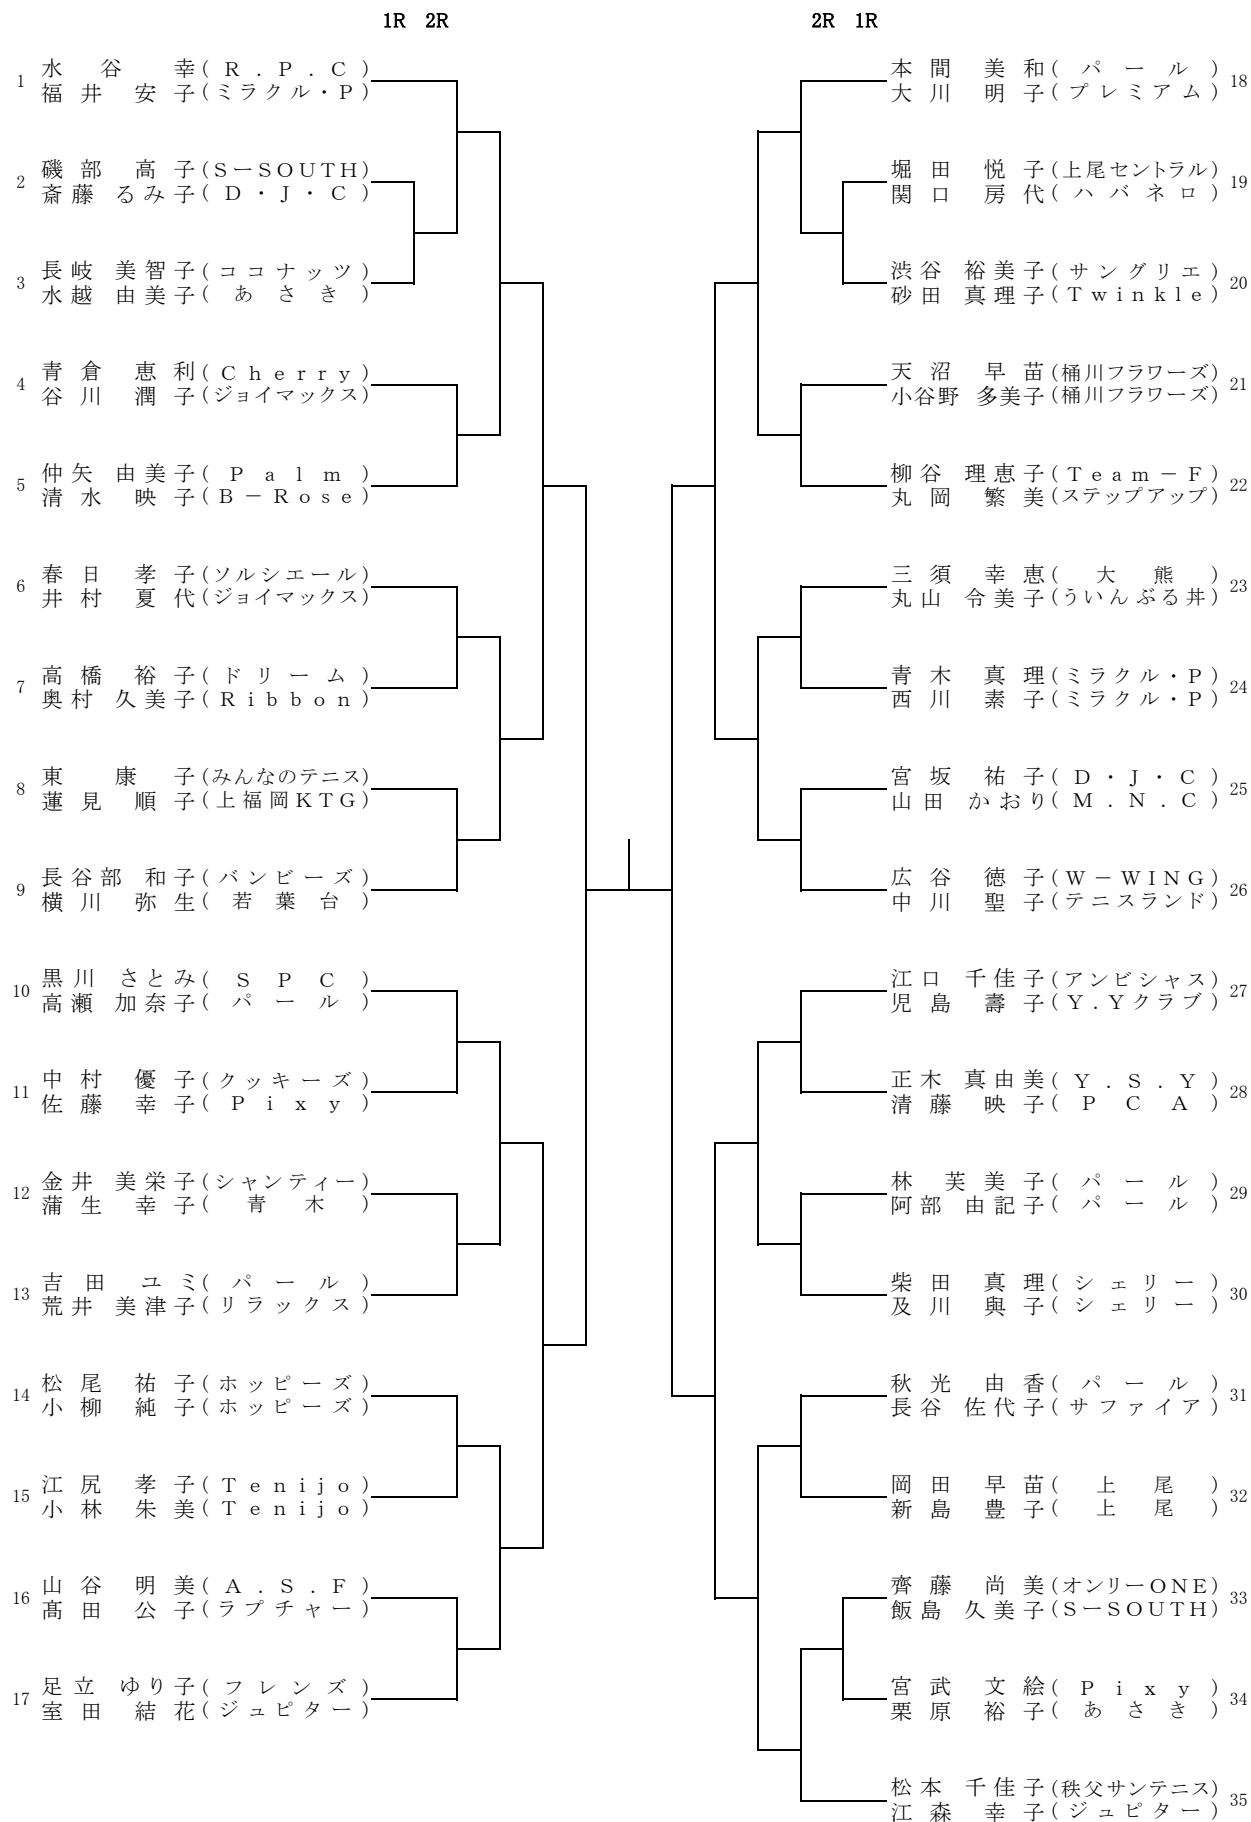 1R 2R
1 水谷 幸(R.P.C)
福井 安子(ミラクル・P)
2 磯部 高子(SーSOUTH)
斎藤 るみ子(D・J・C)
3 長岐 美智子(ココナッツ)
水越 由美子(あさき)
4 青倉 恵利(Cherry)
谷川 潤子(ジョイマックス)
5 仲矢 由美子(Palm)
清水 映子(B－Rose)
6 春日 孝子(ソルシエール)
井村 夏代(ジョイマックス)
7 高橋 裕子(ドリーム)
奥村 久美子(Ribbon)
8 東 康子(みんなのテニス)
蓮見 順子(上福岡KTG)
9 長谷部 和子(バンビーズ)
横川 弥生(若葉台)
10 黒川 さとみ(SPC)
高瀬 加奈子(パール)
11 中村 優子(クッキーズ)
佐藤 幸子(Pixy)
12 金井 美栄子(シャンティー)
蒲生 幸子(青木)
13 吉田 ユミ(パール)
荒井 美津子(リラックス)
14 松尾 祐子(ホッピーズ)
小柳 純子(ホッピーズ)
15 江尻 孝子(Tenijo)
小林 朱美(Tenijo)
16 山谷 明美(A.S.F)
髙田 公子(ラプチャー)
17 足立 ゆり子(フレンズ)
室田 結花(ジュピター)
2R 1R
本間 美和(パール) 18
大川 明子(プレミアム)
堀田 悦子(上尾セントラル) 19
関口 房代(ハバネロ)
渋谷 裕美子(サングリエ) 20
砂田 真理子(Twinkle)
天沼 早苗(桶川フラワーズ) 21
小谷野 多美子(桶川フラワーズ)
柳谷 理恵子(Team－F) 22
丸岡 繁美(ステップアップ)
三須 幸恵(大熊) 23
丸山 令美子(ういんぶる丼)
青木 真理(ミラクル・P) 24
西川 素子(ミラクル・P)
宮坂 祐子(D・J・C) 25
山田 かおり(M.N.C)
広谷 徳子(W－WING) 26
中川 聖子(テニスランド)
江口 千佳子(アンビシャス) 27
児島 壽子(Y.Yクラブ)
正木 真由美(Y.S.Y) 28
清藤 映子(PCA)
林 芙美子(パール) 29
阿部 由記子(パール)
柴田 真理(シェリー) 30
及川 與子(シェリー)
秋光 由香(パール) 31
長谷 佐代子(サファイア)
岡田 早苗(上尾) 32
新島 豊子(上尾)
齊藤 尚美(オンリーONE) 33
飯島 久美子(SーSOUTH)
宮武 文絵(Pixy) 34
栗原 裕子(あさき)
松本 千佳子(秩父サンテニス) 35
江森 幸子(ジュピター)